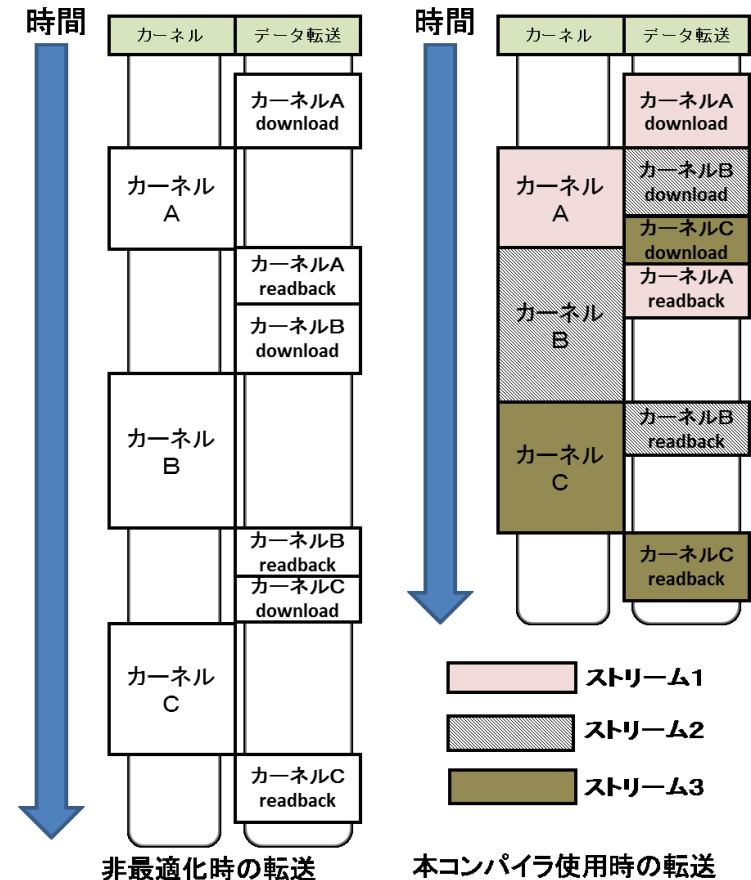 時間
カーネル
データ転送
カーネルA
download
カーネル
A
カーネルA
readback
カーネルB
download
カーネル
B
カーネルB
readback
カーネルC
download
カーネル
C
カーネルC
readback
非最適化時の転送
時間
カーネル
データ転送
カーネルA
download
カーネル
A
カーネルB
download
カーネルC
download
カーネルA
readback
カーネル
B
カーネルB
readback
カーネル
C
カーネルC
readback
ストリーム1
ストリーム2
ストリーム3
本コンパイラ使用時の転送